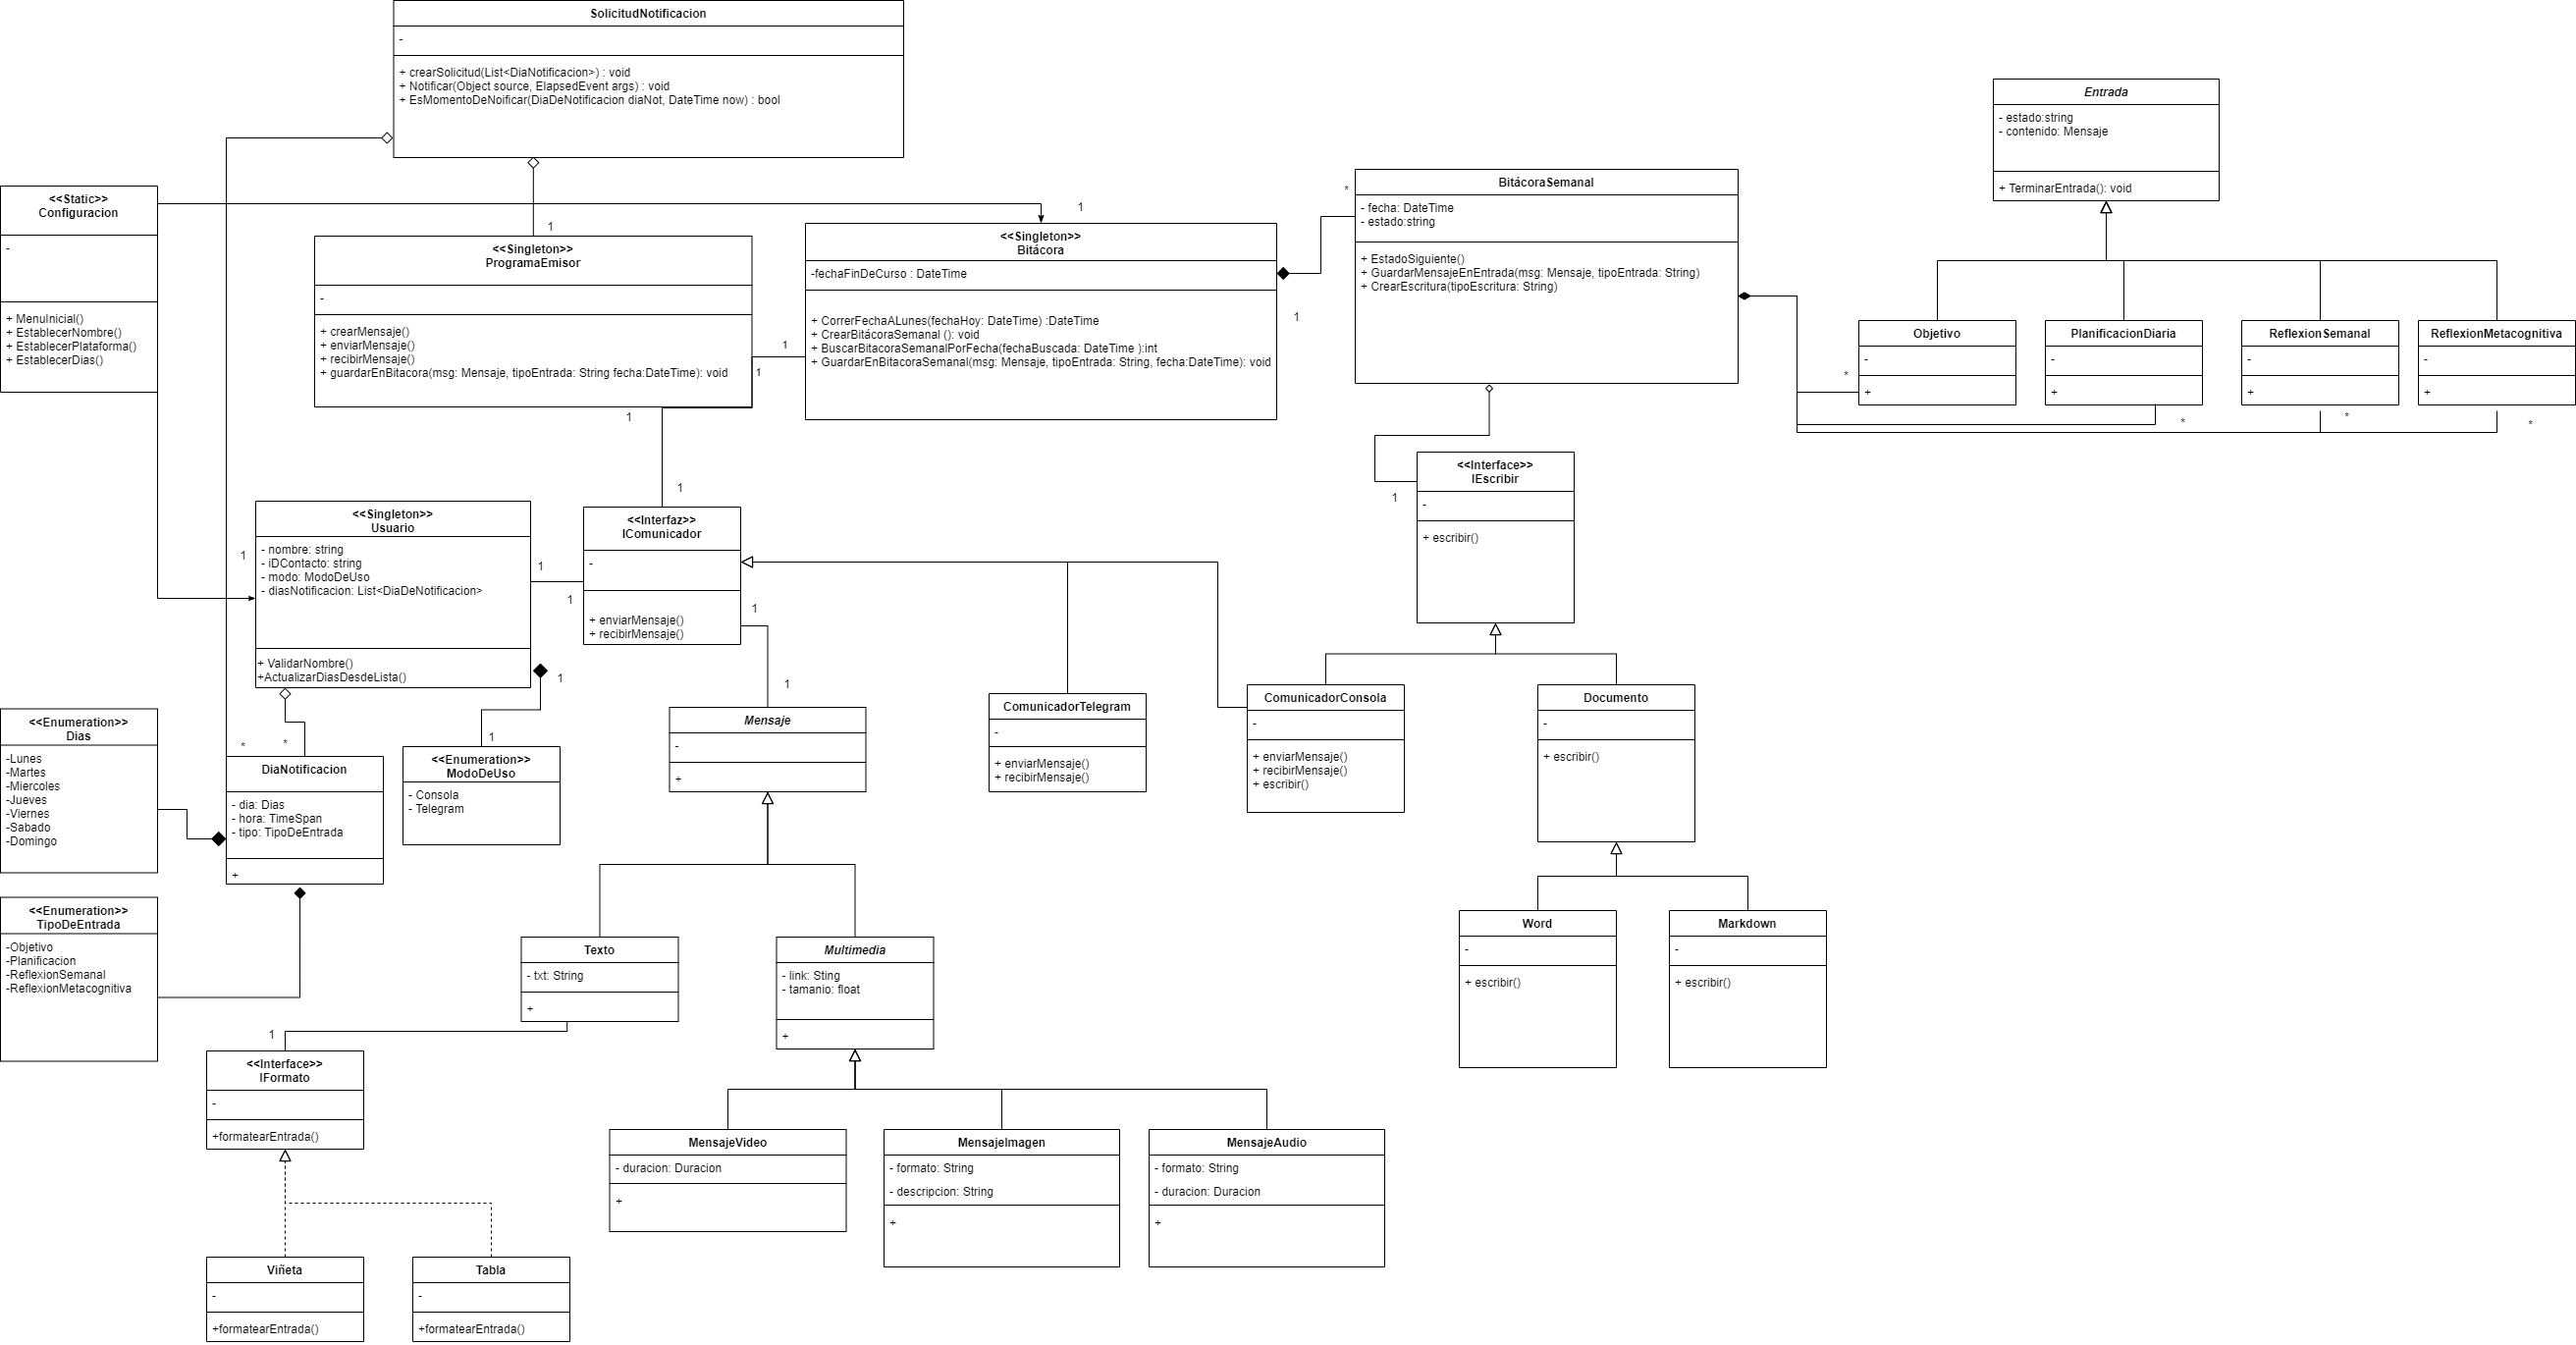 SolicitudNotificacion
-
+ crearSolicitud(List<DiaNotificacion>) : void
+ Notificar(Object source, ElapsedEvent args) : void
+ EsMomentoDeNoificar(DiaDeNotificacion diaNot, DateTime now) : bool
<<Static>>
Configuracion
-
+ MenuInicial()
+ EstablecerNombre()
+ EstablecerPlataforma()
+ EstablecerDias()
1
<<Singleton>>
ProgramaEmisor
-
+ crearMensaje()
+ enviarMensaje()
+ recibirMensaje()
+ guardarEnBitacora(msg: Mensaje, tipoEntrada: String fecha:DateTime): void
1
1
1
1
<<Singleton>>
Bitácora
-fechaFinDeCurso : DateTime
+ CorrerFechaALunes(fechaHoy: DateTime) :DateTime
+ CrearBitácoraSemanal (): void
+ BuscarBitacoraSemanalPorFecha(fechaBuscada: DateTime ):int
+ GuardarEnBitacoraSemanal(msg: Mensaje, tipoEntrada: String, fecha:DateTime): void
1
*
BitácoraSemanal
- fecha: DateTime
- estado:string
+ EstadoSiguiente()
+ GuardarMensajeEnEntrada(msg: Mensaje, tipoEntrada: String)
+ CrearEscritura(tipoEscritura: String)
Entrada
- estado:string
- contenido: Mensaje
+ TerminarEntrada(): void
*
Objetivo
-
+
PlanificacionDiaria
-
+
*
ReflexionSemanal
-
+
*
ReflexionMetacognitiva
-
+
*
1
<<Interface>>
IEscribir
-
+ escribir()
1
<<Singleton>>
Usuario
- nombre: string
- iDContacto: string
- modo: ModoDeUso
- diasNotificacion: List<DiaDeNotificacion>
+ ValidarNombre()
+ActualizarDiasDesdeLista()
1
1
1
<<Interfaz>>
IComunicador
-
+ enviarMensaje()
+ recibirMensaje()
1
1
1
1
<<Enumeration>>
Dias
-Lunes
-Martes
-Miercoles
-Jueves
-Viernes
-Sabado
-Domingo
*
*
DiaNotificacion
- dia: Dias
- hora: TimeSpan
- tipo: TipoDeEntrada
+
<<Enumeration>>
ModoDeUso
- Consola
- Telegram
Mensaje
-
+
ComunicadorTelegram
-
+ enviarMensaje()
+ recibirMensaje()
ComunicadorConsola
-
+ enviarMensaje()
+ recibirMensaje()
+ escribir()
Documento
-
+ escribir()
<<Enumeration>>
TipoDeEntrada
-Objetivo
-Planificacion
-ReflexionSemanal
-ReflexionMetacognitiva
Texto
- txt: String
+
Multimedia
- link: Sting
- tamanio: float
+
Word
-
+ escribir()
Markdown
-
+ escribir()
1
<<Interface>>
IFormato
-
+formatearEntrada()
MensajeVideo
- duracion: Duracion
+
MensajeImagen
- formato: String
- descripcion: String
+
MensajeAudio
- formato: String
- duracion: Duracion
+
Viñeta
-
+formatearEntrada()
Tabla
-
+formatearEntrada()